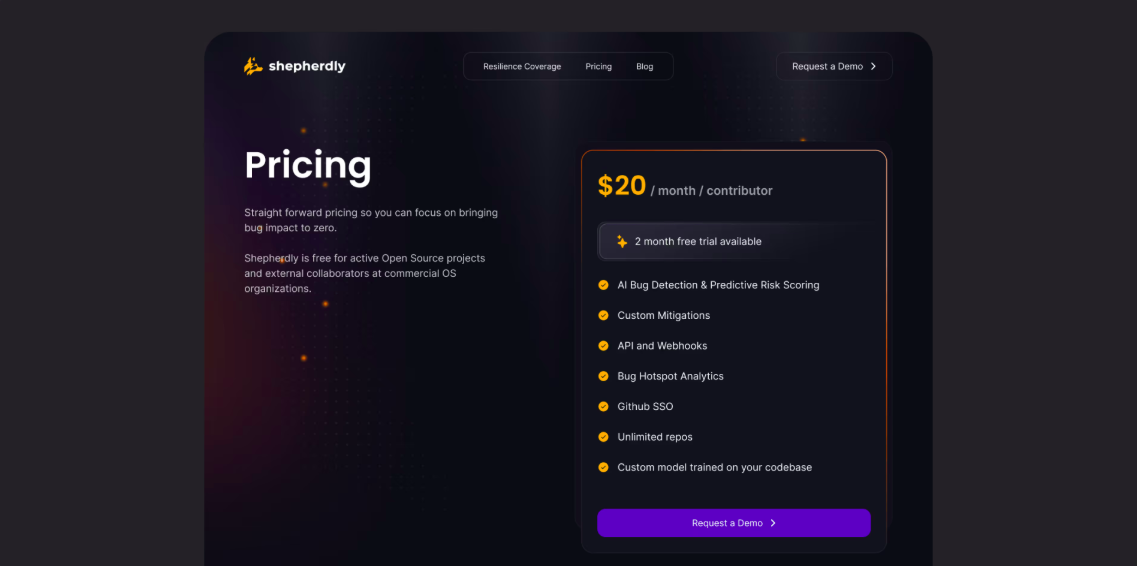 shepherdly
Resilience Coverage
Pricing
Blog
Request a Demo
Pricing
Straight forward pricing so you can focus on bringing
bug impact to zero.
Shepherdly is free for active Open Source projects
and external collaborators at commercial OS
organizations.
$20 / month / contributor
2 month free trial available
AI Bug Detection & Predictive Risk Scoring
Custom Mitigations
API and Webhooks
Bug Hotspot Analytics
Github SSO
Unlimited repos
Custom model trained on your codebase
Request a Demo